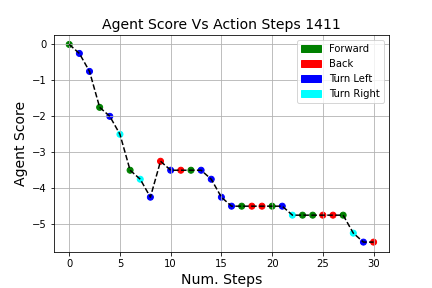 Agent Score Vs Action Steps 1411
Forward
Back
Turn Left
Turn Right
Agent Score
0
−1
−2
−3
−4
−5
0 5 10 15 20 25 30
Num. Steps